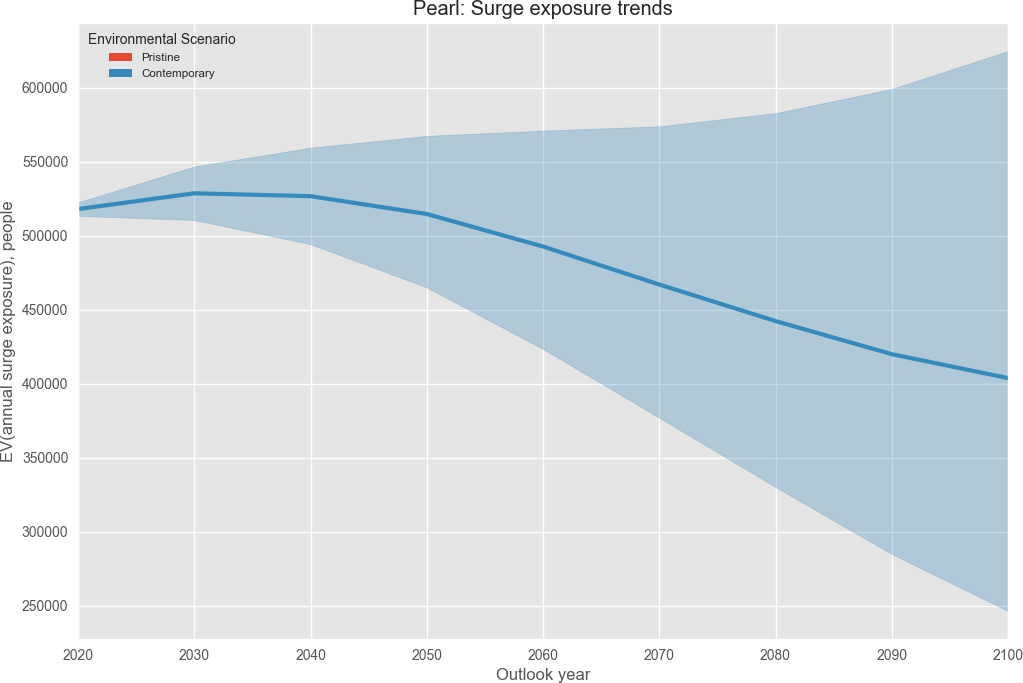 Pearl: Surge exposure trends
Environmental Scenario
Pristine
Contemporary
EV(annual surge exposure), people
600000
550000
500000
450000
400000
350000
300000
250000
2020 2030 2040 2050 2060 2070 2080 2090 2100
Outlook year